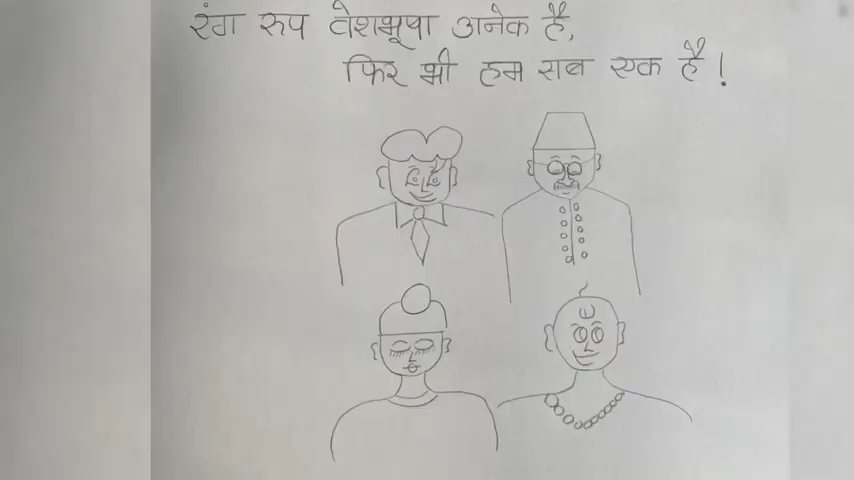 रंग रुप वेशभूषा अनेक है,
फिर भी हम सब एक है !